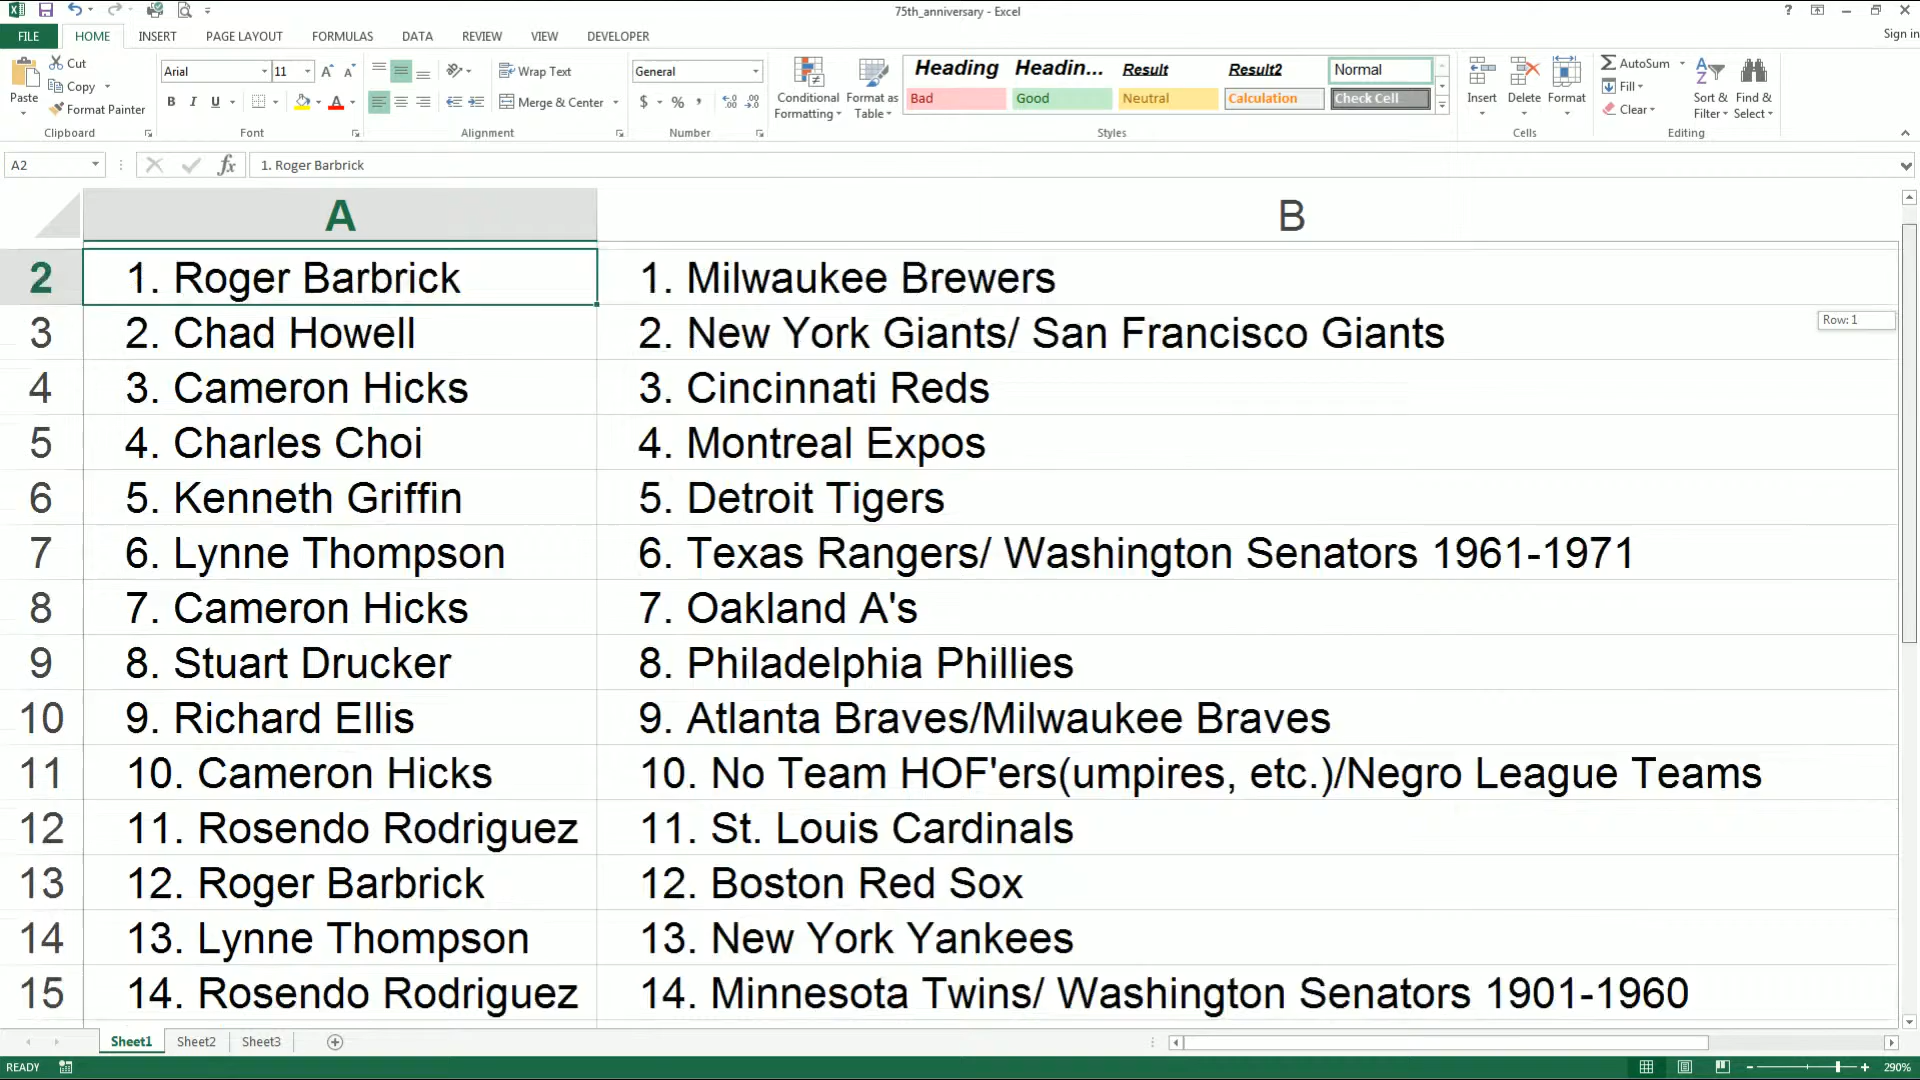 75th_anniversary - Excel
?
Sign in
FILE HOME INSERT PAGE LAYOUT FORMULAS DATA REVIEW VIEW DEVELOPER
Paste
Cut
Copy
Format Painter
Clipboard
Arial 11
B I U
Font
Wrap Text
Merge & Center
Alignment
General
$ % ,
Number
Conditional Formatting
Format as Table
Heading Headin... Result Result2 Normal
Bad Good Neutral Calculation Check Cell
Styles
Insert Delete Format
Cells
AutoSum
Fill
Clear
Sort & Filter
Find & Select
Editing
A2 fx 1. Roger Barbrick
A B
2 1. Roger Barbrick 1. Milwaukee Brewers
3 2. Chad Howell 2. New York Giants/ San Francisco Giants
Row: 1
4 3. Cameron Hicks 3. Cincinnati Reds
5 4. Charles Choi 4. Montreal Expos
6 5. Kenneth Griffin 5. Detroit Tigers
7 6. Lynne Thompson 6. Texas Rangers/ Washington Senators 1961-1971
8 7. Cameron Hicks 7. Oakland A's
9 8. Stuart Drucker 8. Philadelphia Phillies
10 9. Richard Ellis 9. Atlanta Braves/Milwaukee Braves
11 10. Cameron Hicks 10. No Team HOF'ers(umpires, etc.)/Negro League Teams
12 11. Rosendo Rodriguez 11. St. Louis Cardinals
13 12. Roger Barbrick 12. Boston Red Sox
14 13. Lynne Thompson 13. New York Yankees
15 14. Rosendo Rodriguez 14. Minnesota Twins/ Washington Senators 1901-1960
Sheet1 Sheet2 Sheet3
READY 290%